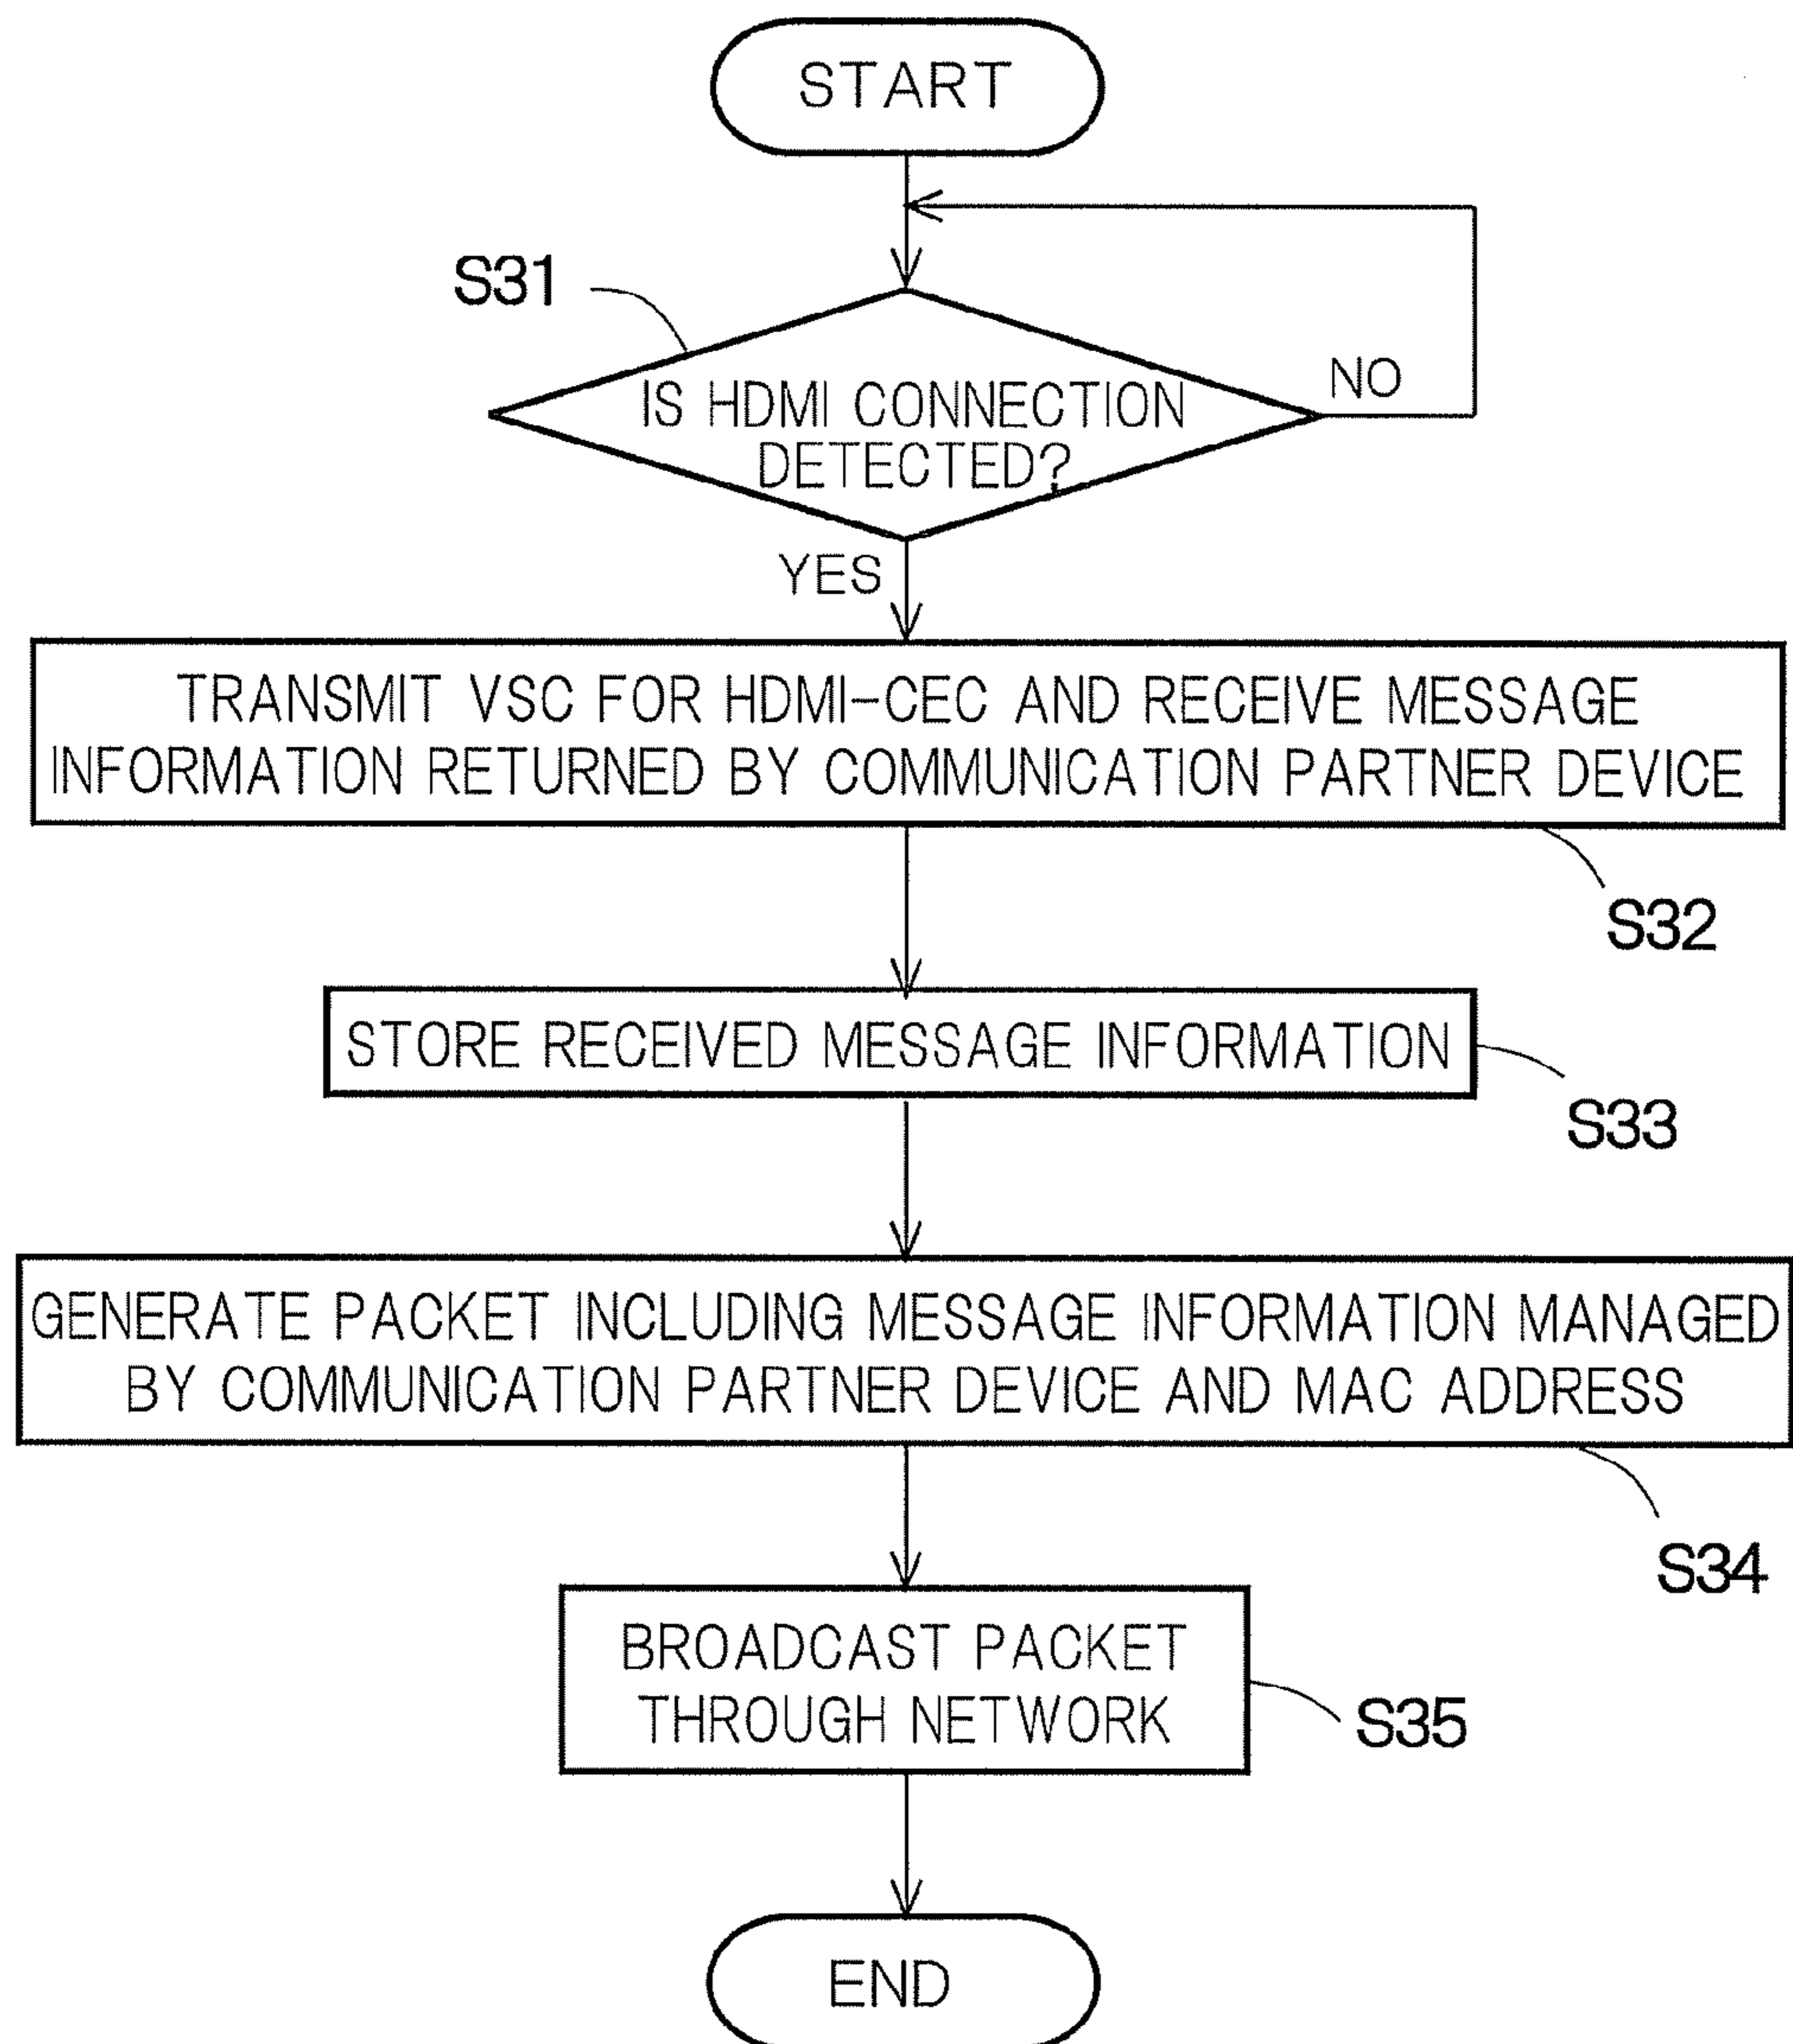 START
S31
IS HDMI CONNECTION
DETECTED?
NO
YES
TRANSMIT VSC FOR HDMI-CEC AND RECEIVE MESSAGE
INFORMATION RETURNED BY COMMUNICATION PARTNER DEVICE
S32
STORE RECEIVED MESSAGE INFORMATION
S33
GENERATE PACKET INCLUDING MESSAGE INFORMATION MANAGED
BY COMMUNICATION PARTNER DEVICE AND MAC ADDRESS
S34
BROADCAST PACKET
THROUGH NETWORK
S35
END